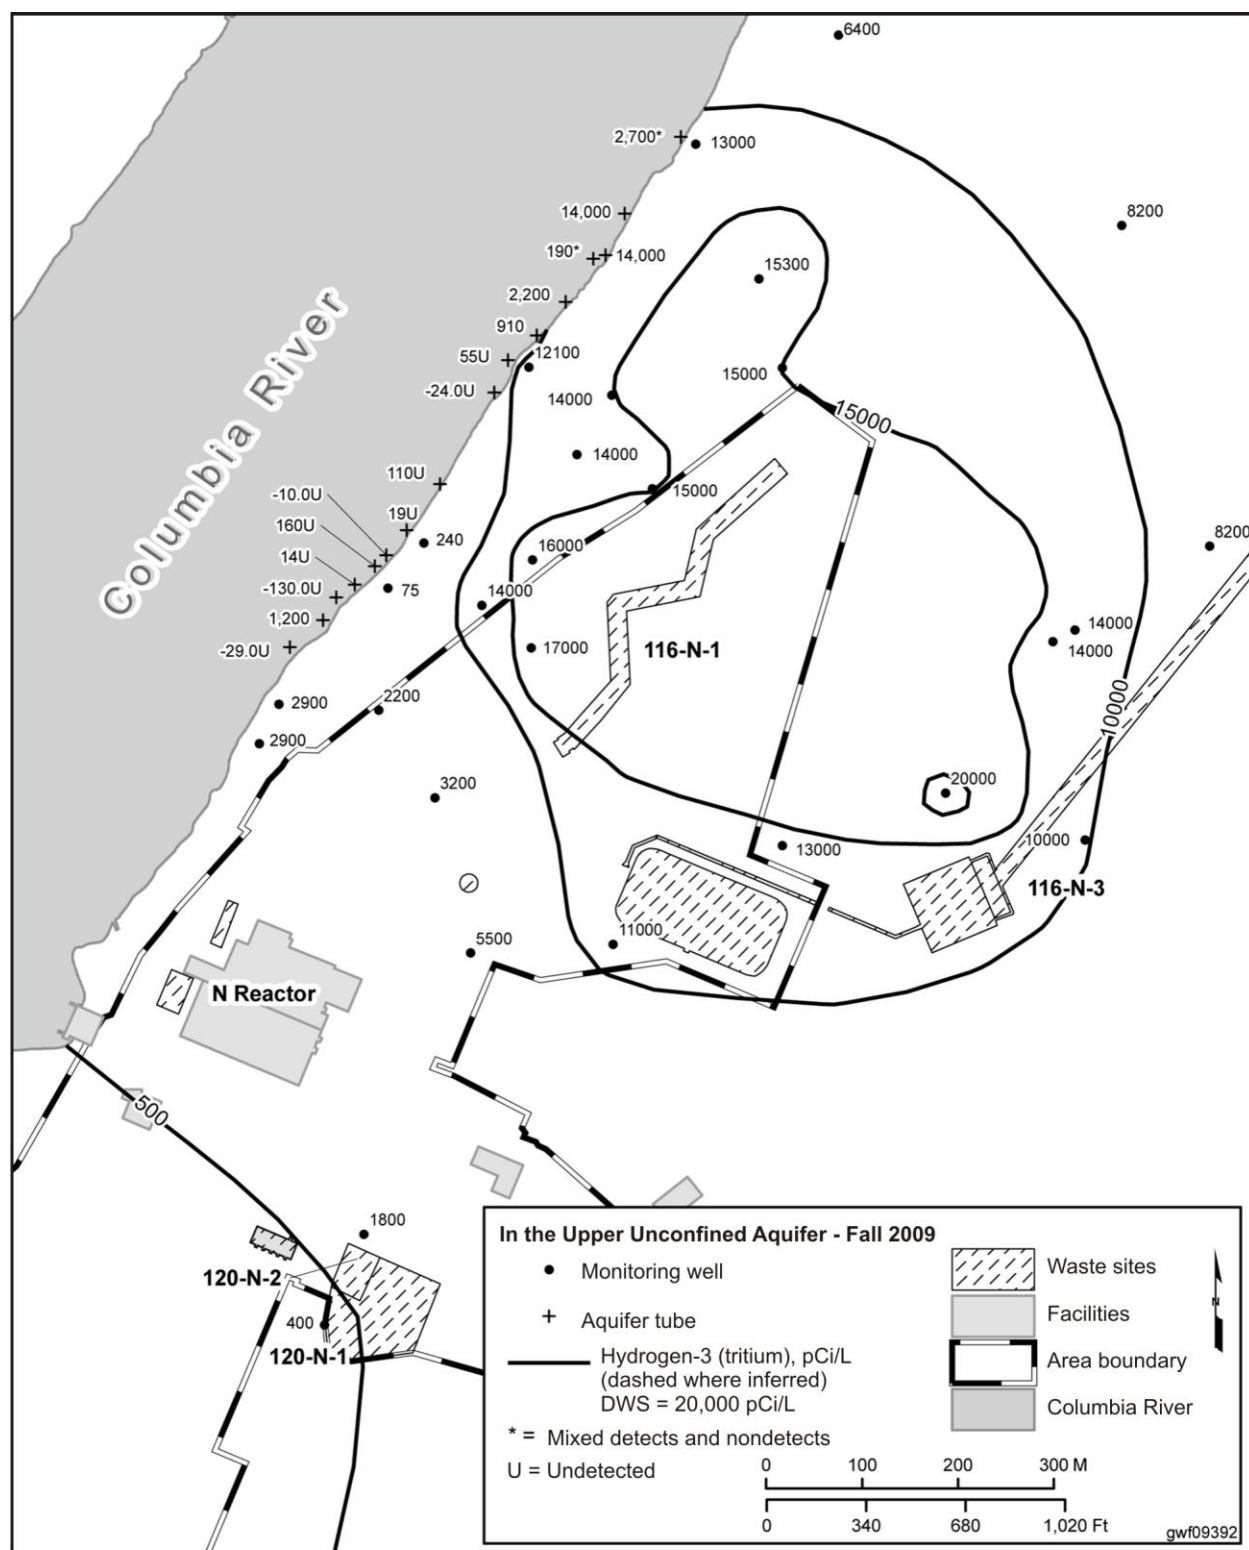 6400
2,700*
13000
14,000
8200
190*
14,000
15300
2,200
910
12100
55U
15000
-24.0U
14000
15000
14000
Columbia River
110U
15000
-10.0U
19U
160U
240
16000
8200
14U
75
-130.0U
14000
1,200
14000
14000
-29.0U
17000
116-N-1
2900
2200
10000
2900
3200
20000
13000
10000
116-N-3
11000
5500
N Reactor
500
1800
120-N-2
400
120-N-1
In the Upper Unconfined Aquifer - Fall 2009
Monitoring well
Aquifer tube
Hydrogen-3 (tritium), pCi/L
(dashed where inferred)
DWS = 20,000 pCi/L
* = Mixed detects and nondetects
U = Undetected
Waste sites
Facilities
Area boundary
Columbia River
N
0 100 200 300 M
0 340 680 1,020 Ft
gwf09392